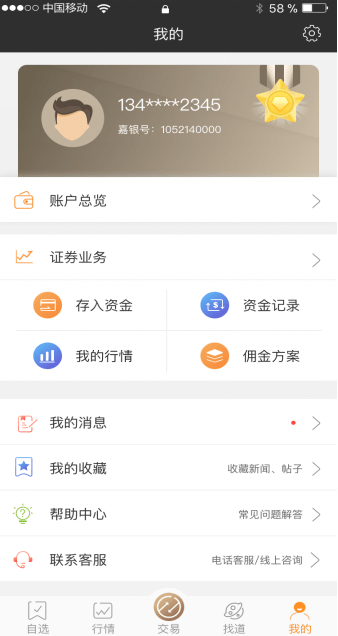 中国移动 58 %
我的
134****2345
嘉银号：1052140000
账户总览
证券业务
存入资金 资金记录
我的行情 佣金方案
我的消息
我的收藏 收藏新闻、帖子
帮助中心 常见问题解答
联系客服 电话客服/线上咨询
自选 行情 交易 找道 我的